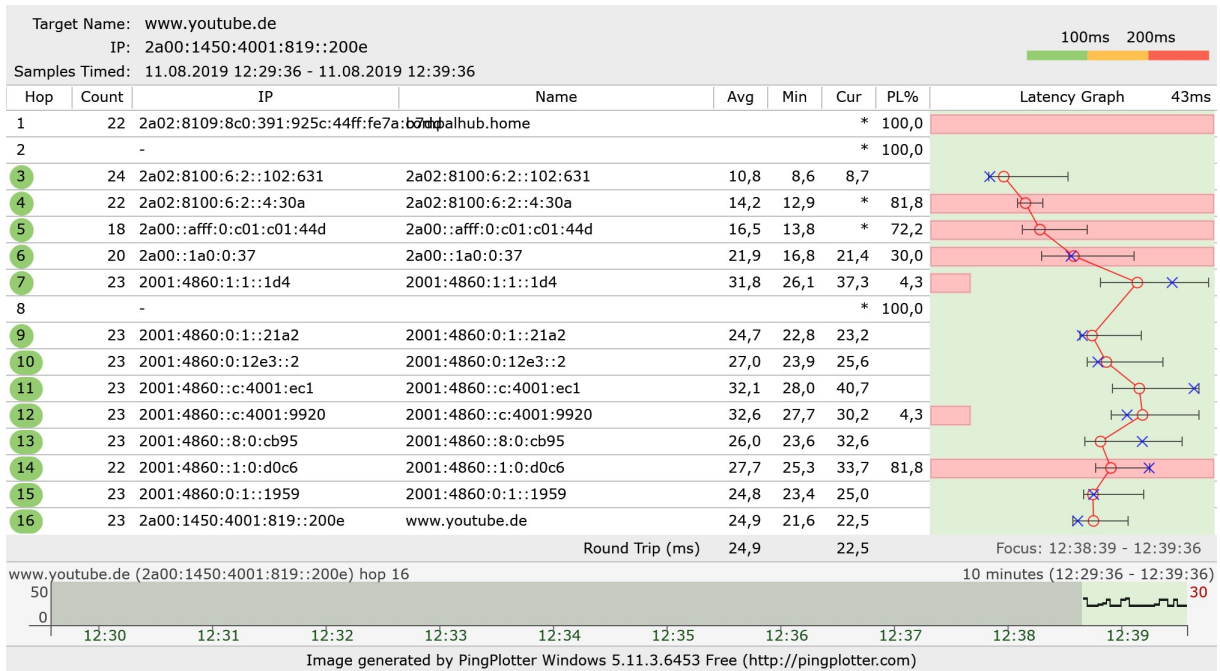 Target Name: www.youtube.de
IP: 2a00:1450:4001:819::200e
100ms 200ms
Samples Timed: 11.08.2019 12:29:36 - 11.08.2019 12:39:36
Hop Count IP Name Avg Min Cur PL% Latency Graph 43ms
1 22 2a02:8109:8c0:391:925c:44ff:fe7a: compalhub.home * 100,0
2 - * 100,0
3 24 2a02:8100:6:2::102:631 2a02:8100:6:2::102:631 10,8 8,6 8,7
4 22 2a02:8100:6:2::4:30a 2a02:8100:6:2::4:30a 14,2 12,9 * 81,8
5 18 2a00::afff:0:c01:c01:44d 2a00::afff:0:c01:c01:44d 16,5 13,8 * 72,2
6 20 2a00::1a0:0:37 2a00::1a0:0:37 21,9 16,8 21,4 30,0
7 23 2001:4860:1:1::1d4 2001:4860:1:1::1d4 31,8 26,1 37,3 4,3
8 - * 100,0
9 23 2001:4860:0:1::21a2 2001:4860:0:1::21a2 24,7 22,8 23,2
10 23 2001:4860:0:12e3::2 2001:4860:0:12e3::2 27,0 23,9 25,6
11 23 2001:4860::c:4001:ec1 2001:4860::c:4001:ec1 32,1 28,0 40,7
12 23 2001:4860::c:4001:9920 2001:4860::c:4001:9920 32,6 27,7 30,2 4,3
13 23 2001:4860::8:0:cb95 2001:4860::8:0:cb95 26,0 23,6 32,6
14 22 2001:4860::1:0:d0c6 2001:4860::1:0:d0c6 27,7 25,3 33,7 81,8
15 23 2001:4860:0:1::1959 2001:4860:0:1::1959 24,8 23,4 25,0
16 23 2a00:1450:4001:819::200e www.youtube.de 24,9 21,6 22,5
Round Trip (ms) 24,9 22,5 Focus: 12:38:39 - 12:39:36
www.youtube.de (2a00:1450:4001:819::200e) hop 16 10 minutes (12:29:36 - 12:39:36)
50 30
0
12:30 12:31 12:32 12:33 12:34 12:35 12:36 12:37 12:38 12:39
Image generated by PingPlotter Windows 5.11.3.6453 Free (http://pingplotter.com)